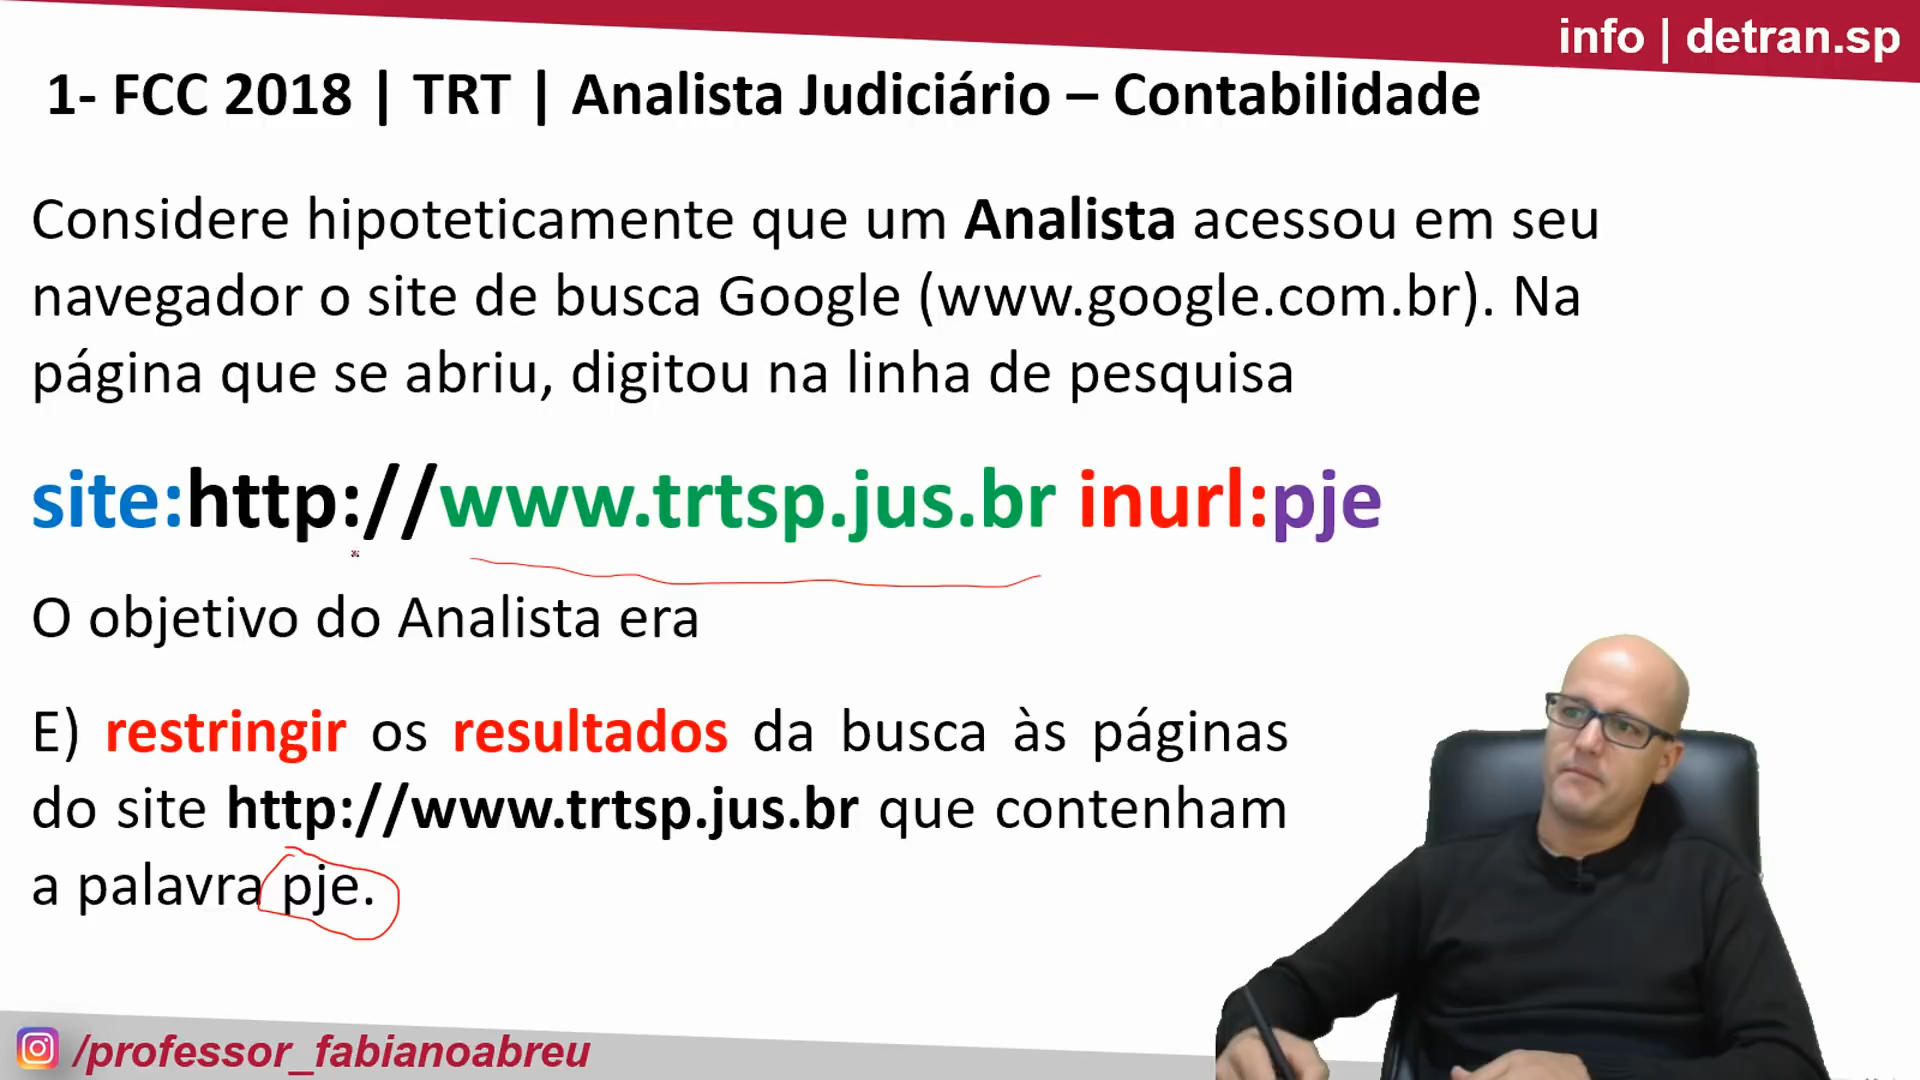 info | detran.sp
1- FCC 2018 | TRT | Analista Judiciário – Contabilidade
Considere hipoteticamente que um Analista acessou em seu
navegador o site de busca Google (www.google.com.br). Na
página que se abriu, digitou na linha de pesquisa
site:http://www.trtsp.jus.br inurl:pje
O objetivo do Analista era
E) restringir os resultados da busca às páginas
do site http://www.trtsp.jus.br que contenham
a palavra pje.
/professor_fabianoabreu